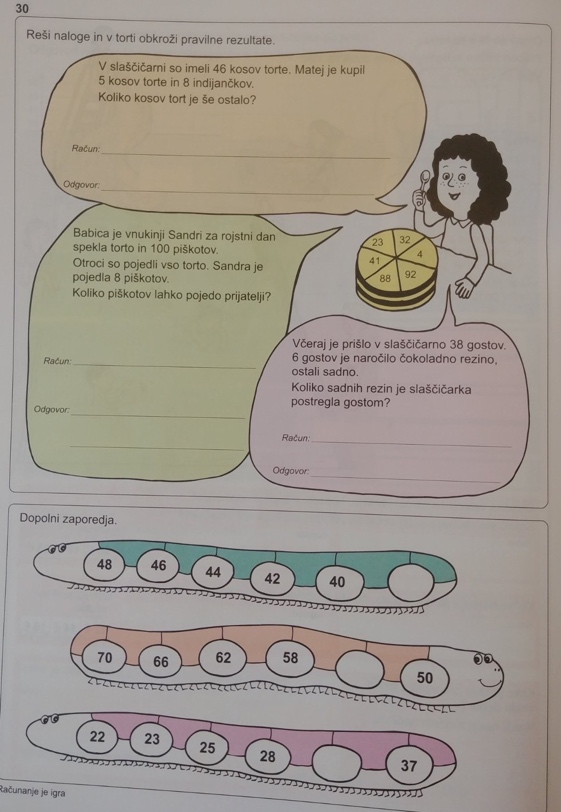 30
Reši naloge in v torti obkroži pravilne rezultate.
V slaščičarni so imeli 46 kosov torte. Matej je kupil
5 kosov torte in 8 indijančkov.
Koliko kosov tort je še ostalo?
Račun:
Odgovor:
Babica je vnukinji Sandri za rojstni dan
spekla torto in 100 piškotov.
Otroci so pojedli vso torto. Sandra je
pojedla 8 piškotov.
Koliko piškotov lahko pojedo prijatelji?
Račun:
Odgovor:
23 32
41 4
88 92
Včeraj je prišlo v slaščičarno 38 gostov.
6 gostov je naročilo čokoladno rezino,
ostali sadno.
Koliko sadnih rezin je slaščičarka
postregla gostom?
Račun:
Odgovor:
Dopolni zaporedja.
48 46 44 42 40
70 66 62 58 50
22 23 25 28 37
Računanje je igra